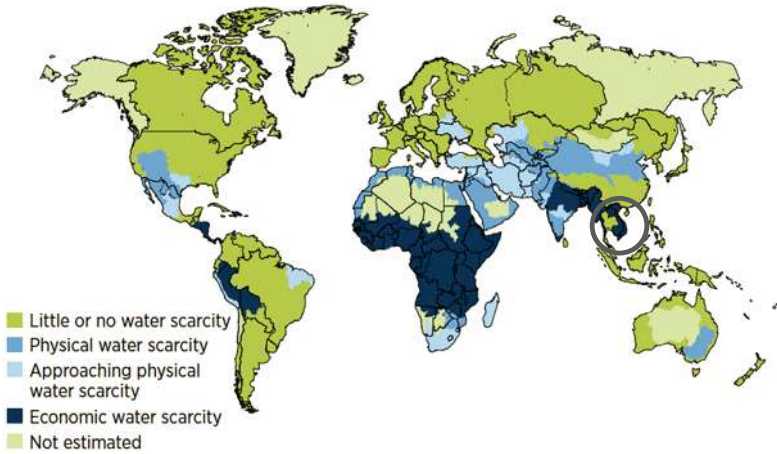 Little or no water scarcity
Physical water scarcity
Approaching physical
water scarcity
Economic water scarcity
Not estimated